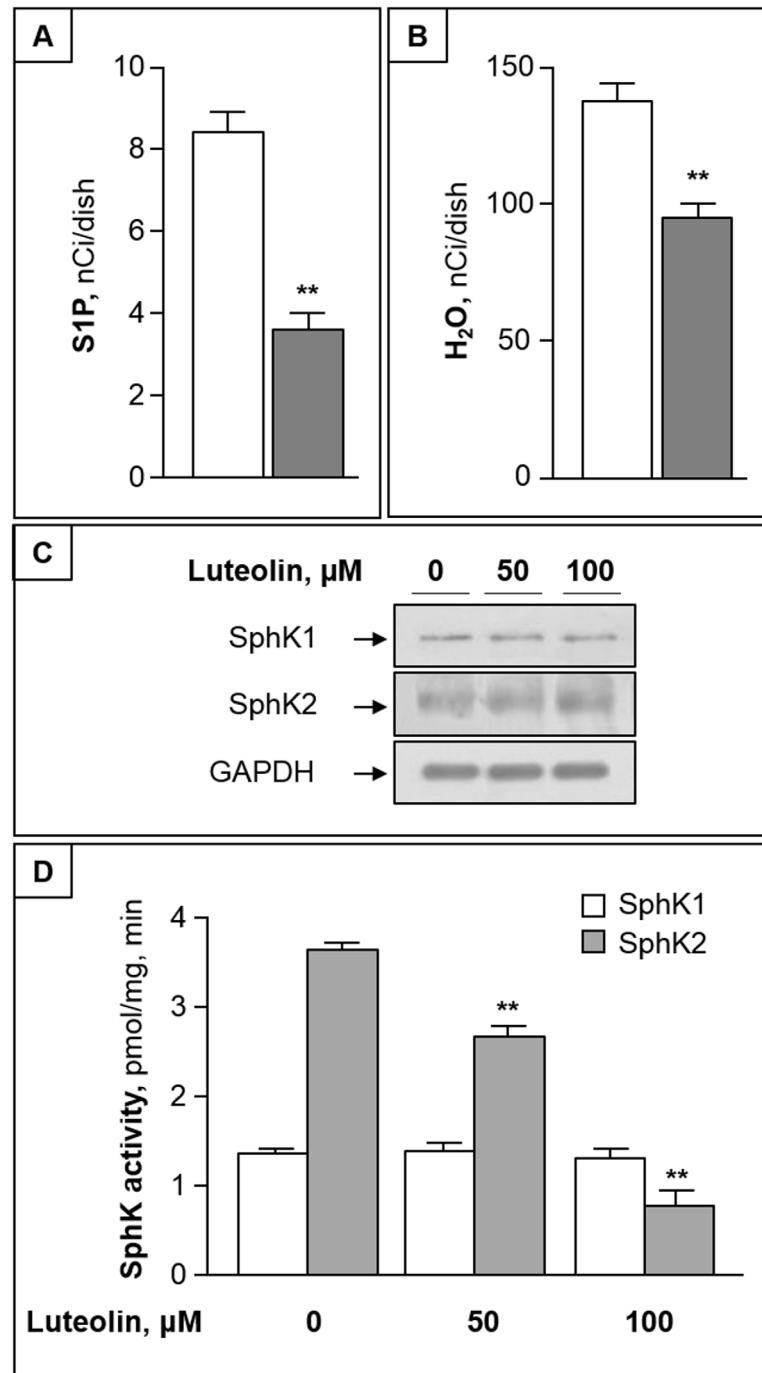 A
S1P, nCi/dish
10
8
6
4
2
0
**
B
H₂O, nCi/dish
150
100
50
0
**
C
Luteolin, µM 0 50 100
SphK1
SphK2
GAPDH
D
SphK activity, pmol/mg, min
4
3
2
1
0
SphK1
SphK2
**
**
Luteolin, µM 0 50 100